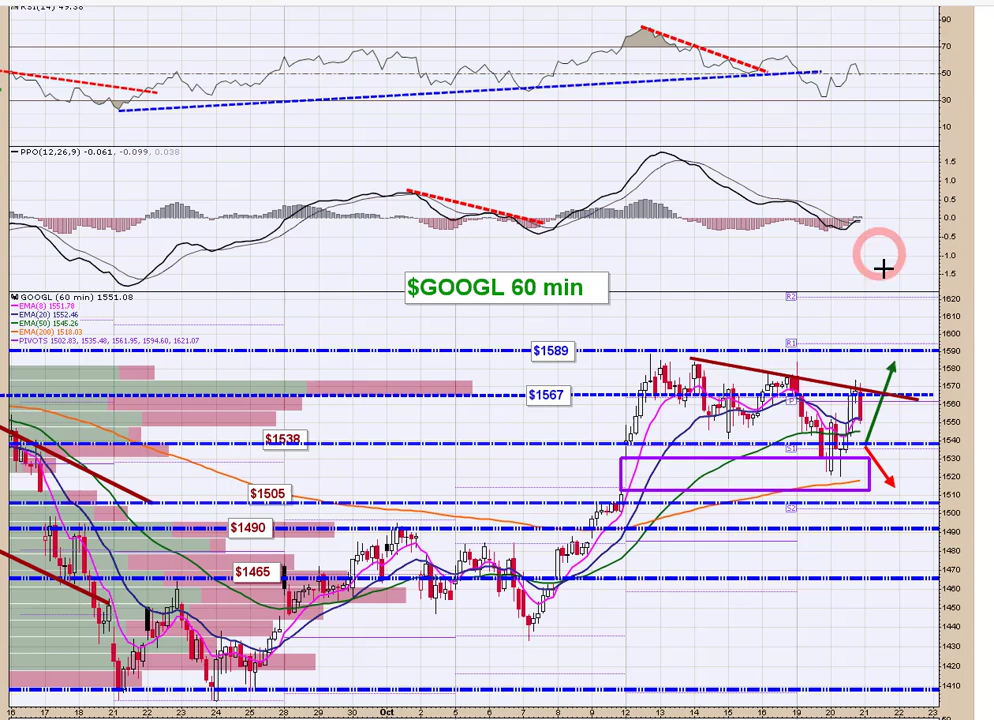 RSI(14) 49.38
90
70
50
30
10
PPO(12,26,9) -0.061, -0.099, 0.038
1.5
1.0
0.5
0.0
-0.5
-1.0
-1.5
$GOOGL 60 min
GOOGL (60 min) 1551.08
EMA(8) 1551.78
EMA(20) 1552.46
EMA(50) 1545.26
EMA(200) 1518.03
PIVOTS 1502.83, 1535.48, 1561.95, 1594.60, 1621.07
R2
R1
P
S1
S2
$1589
$1567
$1538
$1505
$1490
$1465
1620
1610
1600
1590
1580
1570
1560
1550
1540
1530
1520
1510
1500
1490
1480
1470
1460
1450
1440
1430
1420
1410
16 17 18 21 22 23 24 25 28 29 30 Oct 2 5 6 7 8 9 12 13 14 15 16 19 20 21 22 23